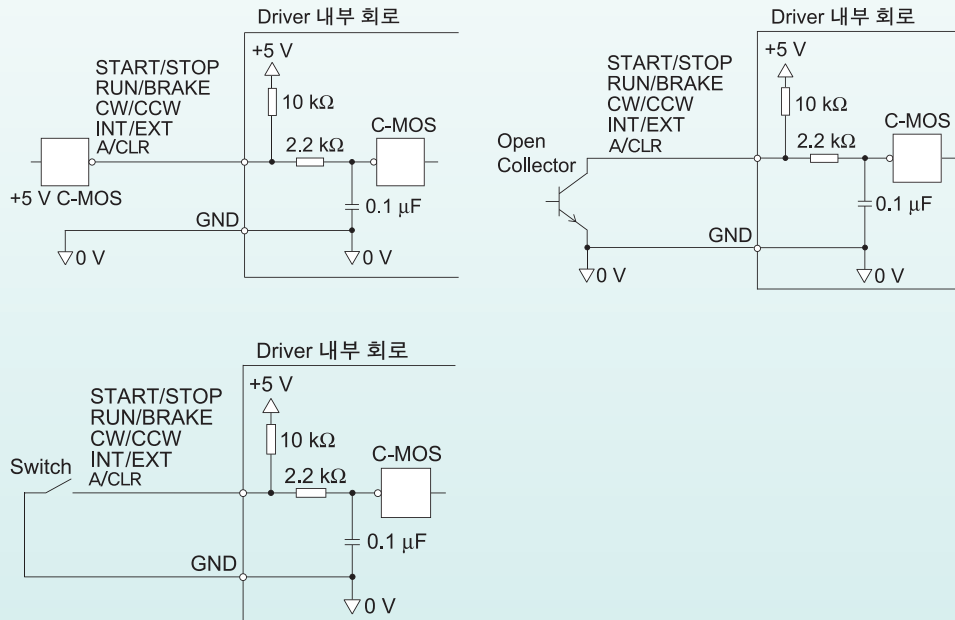 Driver 내부 회로
+5 V
START/STOP
RUN/BRAKE
CW/CCW
INT/EXT
A/CLR
10 kΩ
2.2 kΩ
C-MOS
+5 V C-MOS
0.1 μF
GND
0 V
0 V
Driver 내부 회로
+5 V
START/STOP
RUN/BRAKE
CW/CCW
INT/EXT
A/CLR
10 kΩ
C-MOS
2.2 kΩ
Open
Collector
0.1 μF
GND
0 V
0 V
Driver 내부 회로
+5 V
START/STOP
RUN/BRAKE
CW/CCW
INT/EXT
A/CLR
10 kΩ
C-MOS
Switch
2.2 kΩ
0.1 μF
GND
0 V